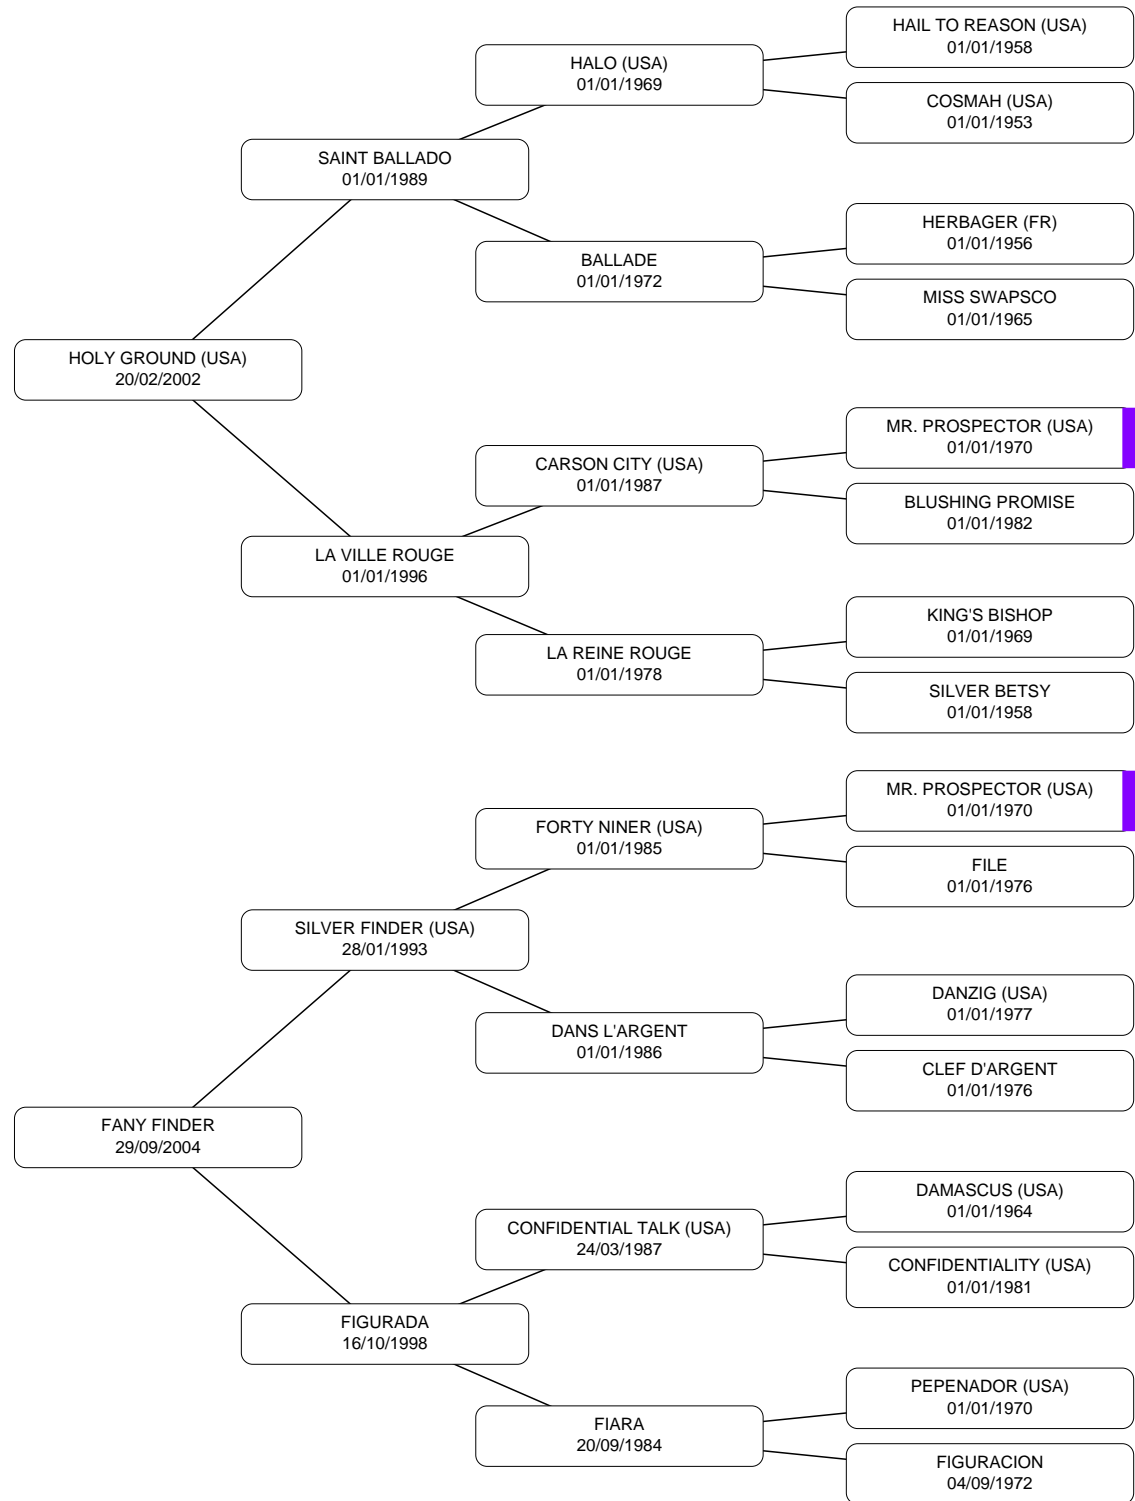 HAIL TO REASON (USA)
01/01/1958
HALO (USA)
01/01/1969
COSMAH (USA)
01/01/1953
SAINT BALLADO
01/01/1989
HERBAGER (FR)
01/01/1956
BALLADE
01/01/1972
MISS SWAPSCO
01/01/1965
HOLY GROUND (USA)
20/02/2002
MR. PROSPECTOR (USA)
01/01/1970
CARSON CITY (USA)
01/01/1987
BLUSHING PROMISE
01/01/1982
LA VILLE ROUGE
01/01/1996
KING'S BISHOP
01/01/1969
LA REINE ROUGE
01/01/1978
SILVER BETSY
01/01/1958
MR. PROSPECTOR (USA)
01/01/1970
FORTY NINER (USA)
01/01/1985
FILE
01/01/1976
SILVER FINDER (USA)
28/01/1993
DANZIG (USA)
01/01/1977
DANS L'ARGENT
01/01/1986
CLEF D'ARGENT
01/01/1976
FANY FINDER
29/09/2004
DAMASCUS (USA)
01/01/1964
CONFIDENTIAL TALK (USA)
24/03/1987
CONFIDENTIALITY (USA)
01/01/1981
FIGURADA
16/10/1998
PEPENADOR (USA)
01/01/1970
FIARA
20/09/1984
FIGURACION
04/09/1972